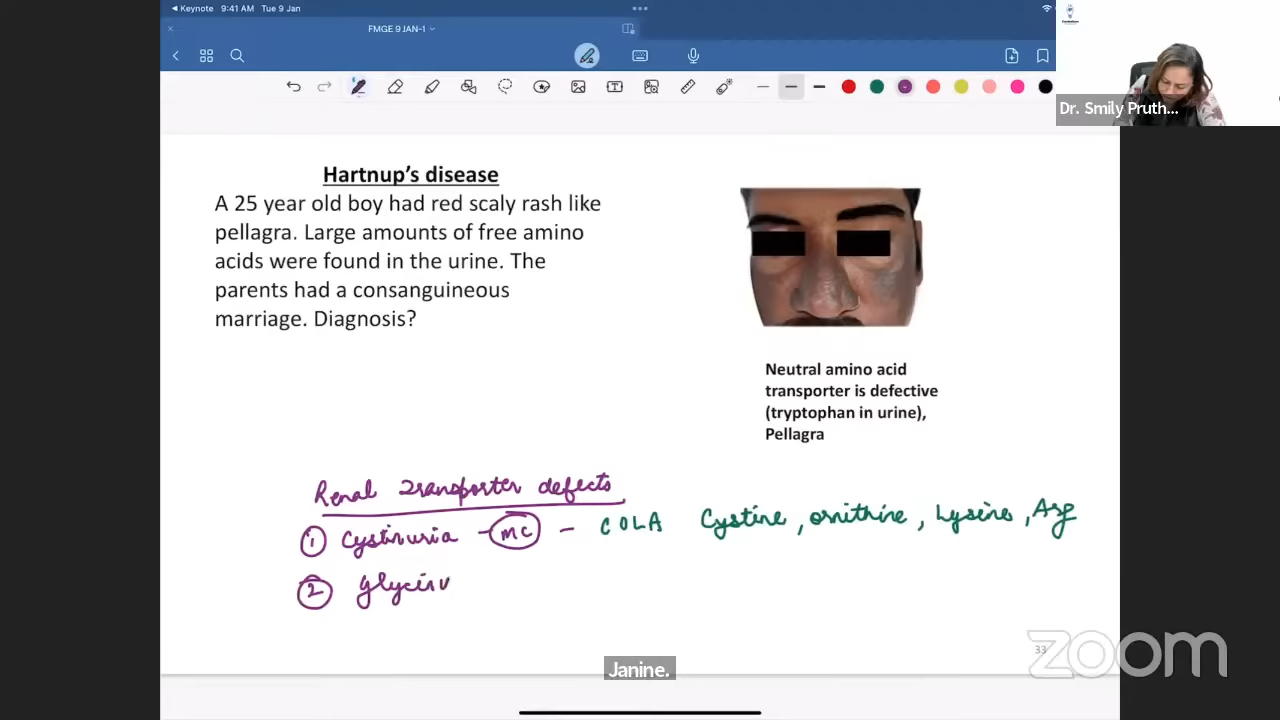 Keynote 9:41 AM Tue 9 Jan
FMGE 9 JAN-1
Dr. Smily Pruth...
Hartnup's disease
A 25 year old boy had red scaly rash like
pellagra. Large amounts of free amino
acids were found in the urine. The
parents had a consanguineous
marriage. Diagnosis?
Neutral amino acid
transporter is defective
(tryptophan in urine),
Pellagra
Renal Transporter defects
1 Cystinuria - MC - COLA Cystine, ornithine, Lysine, Arg
2 Glycinu
33
zoom
Janine.